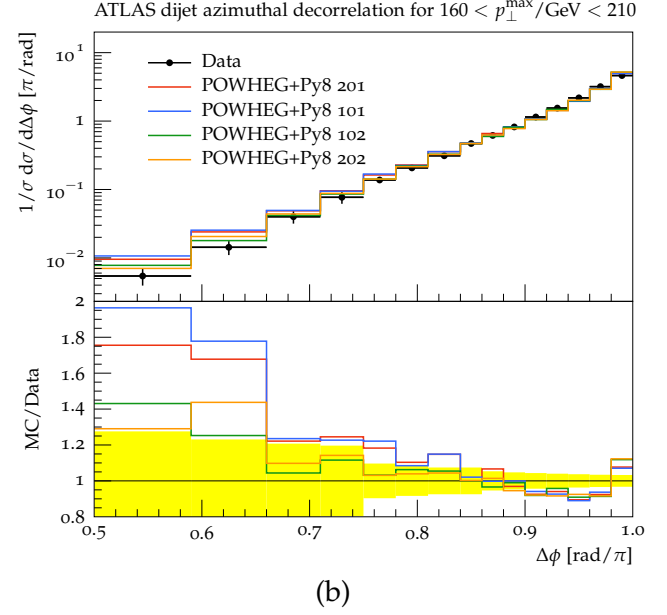 ATLAS dijet azimuthal decorrelation for 160 < p⊥^max/GeV < 210
1/σ dσ/dΔφ [π/rad]
10^1
1
10^−1
10^−2
Data
POWHEG+Py8 201
POWHEG+Py8 101
POWHEG+Py8 102
POWHEG+Py8 202
MC/Data
2
1.8
1.6
1.4
1.2
1
0.8
0.5 0.6 0.7 0.8 0.9 1.0
Δφ [rad/π]
(b)